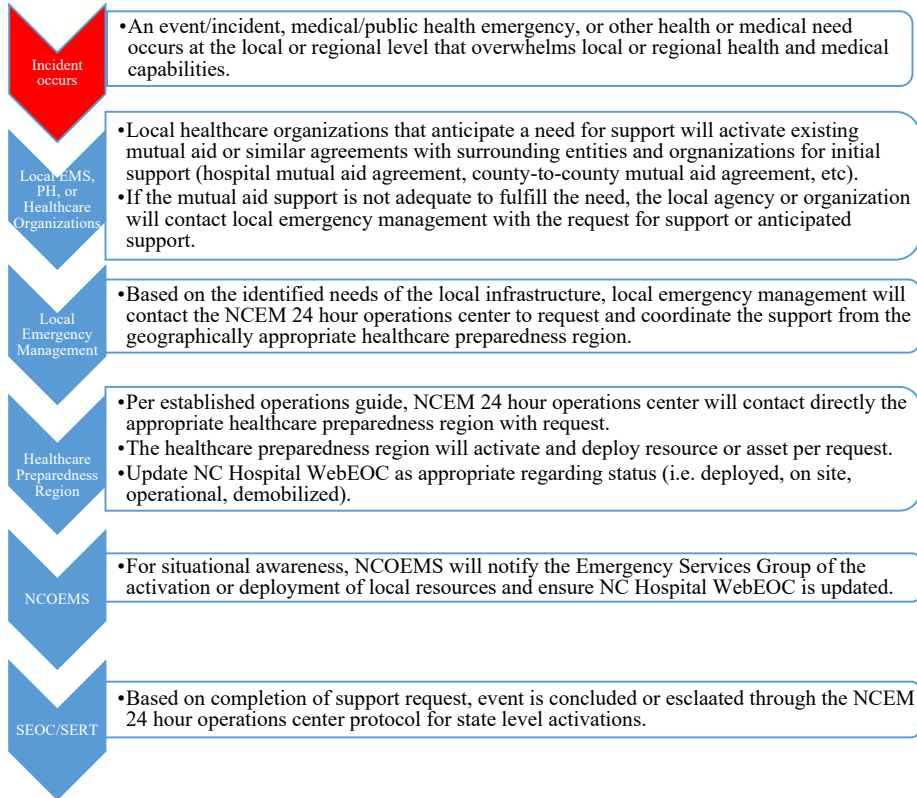 Incident
occurs
•An event/incident, medical/public health emergency, or other health or medical need
occurs at the local or regional level that overwhelms local or regional health and medical
capabilities.
Local EMS,
PH, or
Healthcare
Organizations
•Local healthcare organizations that anticipate a need for support will activate existing
mutual aid or similar agreements with surrounding entities and orgnanizations for initial
support (hospital mutual aid agreement, county-to-county mutual aid agreement, etc).
•If the mutual aid support is not adequate to fulfill the need, the local agency or organization
will contact local emergency management with the request for support or anticipated
support.
Local
Emergency
Management
•Based on the identified needs of the local infrastructure, local emergency management will
contact the NCEM 24 hour operations center to request and coordinate the support from the
geographically appropriate healthcare preparedness region.
Healthcare
Preparedness
Region
•Per established operations guide, NCEM 24 hour operations center will contact directly the
appropriate healthcare preparedness region with request.
•The healthcare preparedness region will activate and deploy resource or asset per request.
•Update NC Hospital WebEOC as appropriate regarding status (i.e. deployed, on site,
operational, demobilized).
NCOEMS
•For situational awareness, NCOEMS will notify the Emergency Services Group of the
activation or deployment of local resources and ensure NC Hospital WebEOC is updated.
SEOC/SERT
•Based on completion of support request, event is concluded or esclaated through the NCEM
24 hour operations center protocol for state level activations.